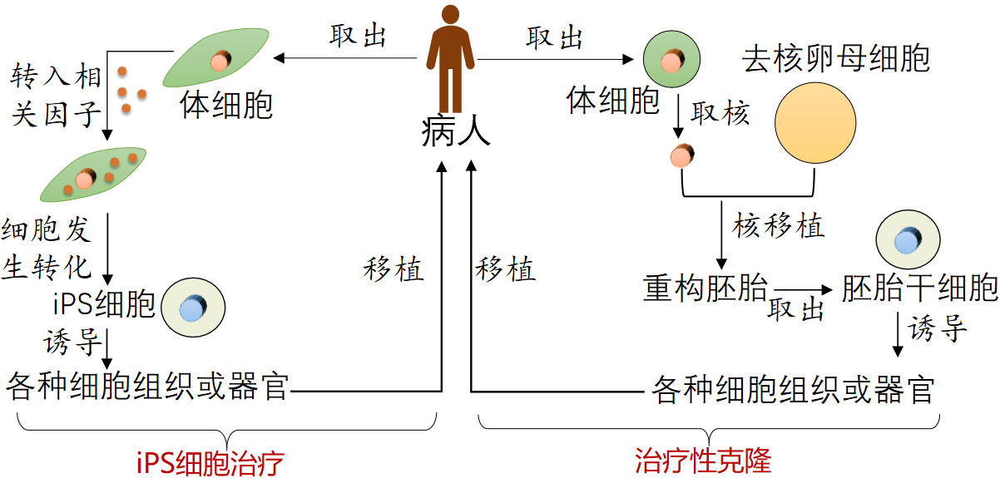 取出
取出
体细胞
转入相
关因子
病人
体细胞
去核卵母细胞
取核
细胞发
生转化
iPS细胞
诱导
各种细胞组织或器官
移植
移植
核移植
重构胚胎
取出
胚胎干细胞
诱导
各种细胞组织或器官
iPS细胞治疗
治疗性克隆